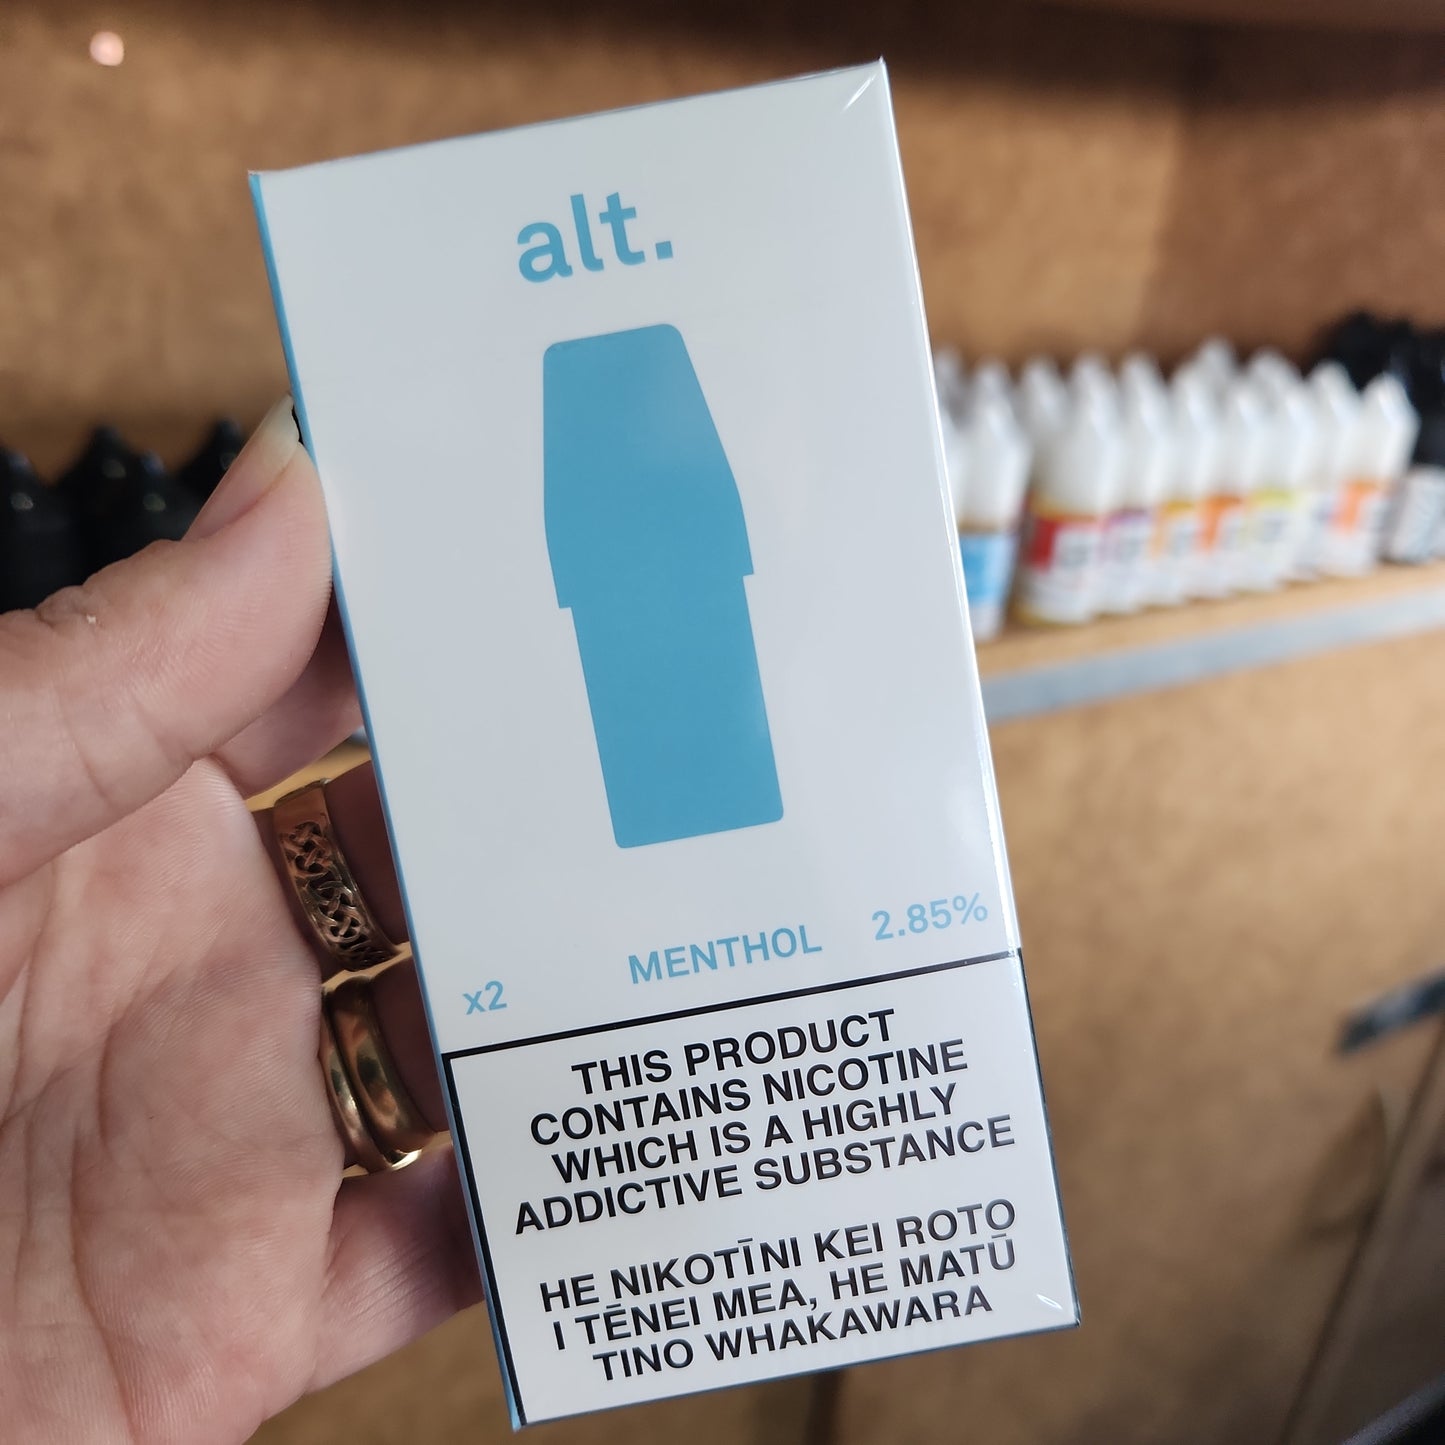 alt.
x2 MENTHOL 2.85%
THIS PRODUCT
CONTAINS NICOTINE
WHICH IS A HIGHLY
ADDICTIVE SUBSTANCE
HE NIKOTĪNI KEI ROTO
I TĒNEI MEA, HE MATŪ
TINO WHAKAWARA